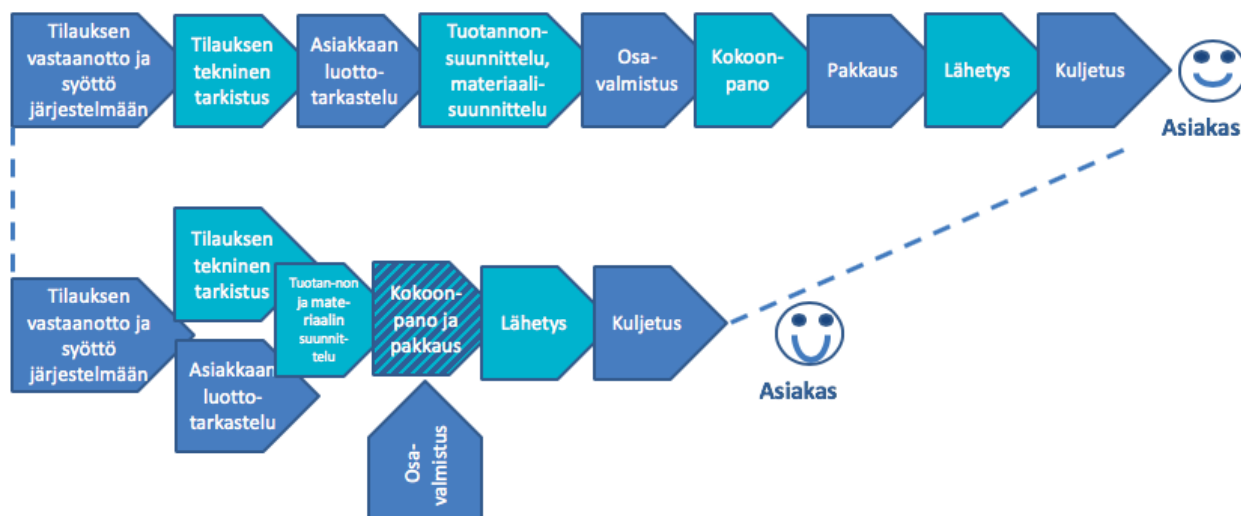 Tilauksen
vastaanotto ja
syöttö
järjestelmään
Tilauksen
tekninen
tarkistus
Asiakkaan
luotto-
tarkastelu
Tuotannon-
suunnittelu,
materiaali-
suunnittelu
Osa-
valmistus
Kokoon-
pano
Pakkaus
Lähetys
Kuljetus
Asiakas
Tilauksen
vastaanotto ja
syöttö
järjestelmään
Tilauksen
tekninen
tarkistus
Asiakkaan
luotto-
tarkastelu
Tuotan-non
ja mate-
riaalin
suunnit-
telu
Kokoon-
pano ja
pakkaus
Osa-
valmistus
Lähetys
Kuljetus
Asiakas